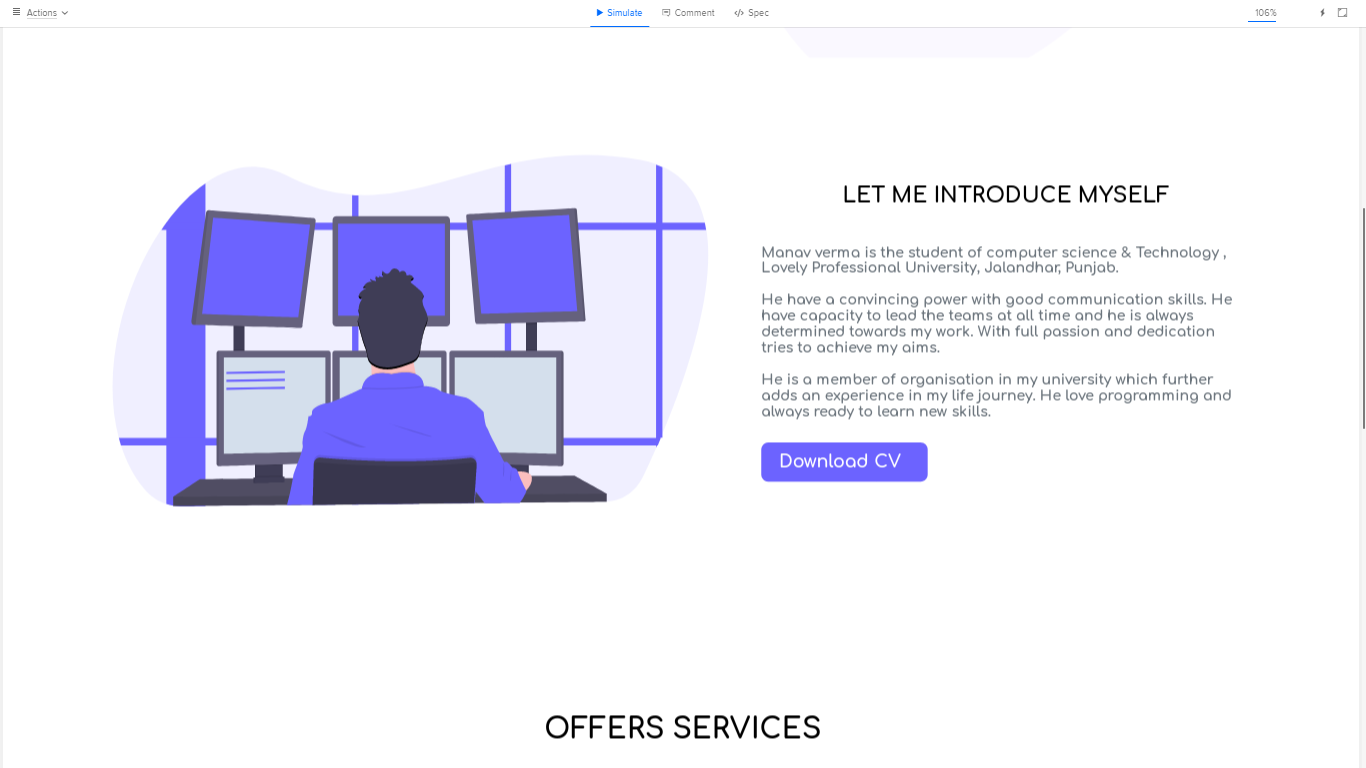 Actions
Simulate
Comment
Spec
106%
LET ME INTRODUCE MYSELF
Manav verma is the student of computer science & Technology ,
Lovely Professional University, Jalandhar, Punjab.
He have a convincing power with good communication skills. He
have capacity to lead the teams at all time and he is always
determined towards my work. With full passion and dedication
tries to achieve my aims.
He is a member of organisation in my university which further
adds an experience in my life journey. He love programming and
always ready to learn new skills.
Download CV
OFFERS SERVICES